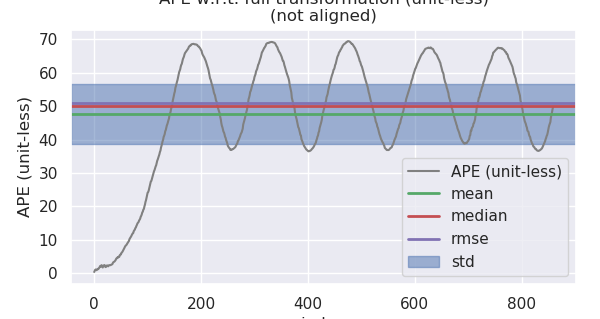 APE w.r.t. full transformation (unit-less)
(not aligned)
APE (unit-less)
70
60
50
40
30
20
10
0
0 200 400 600 800
APE (unit-less)
mean
median
rmse
std